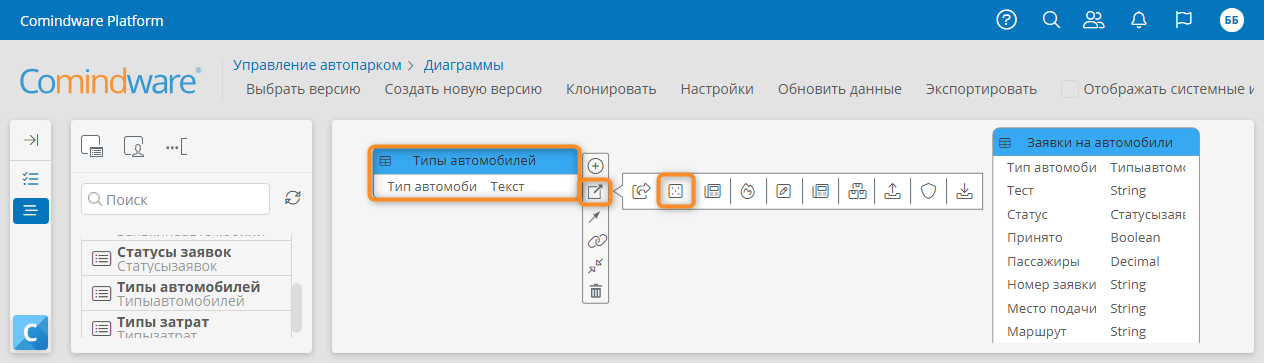 Comindware Platform
ББ
Comindware®
Управление автопарком > Диаграммы
Выбрать версию Создать новую версию Клонировать Настройки Обновить данные Экспортировать Отображать системные и
Поиск
Статусы заявок
Статусызаявок
Типы автомобилей
Типыавтомобилей
Типы затрат
Типызатрат
Типы автомобилей
Тип автомоби Текст
Заявки на автомобили
Тип автомоби Типыавтомо
Тест String
Статус Статусызаяв
Принято Boolean
Пассажиры Decimal
Номер заявки String
Место подачи String
Маршрут String